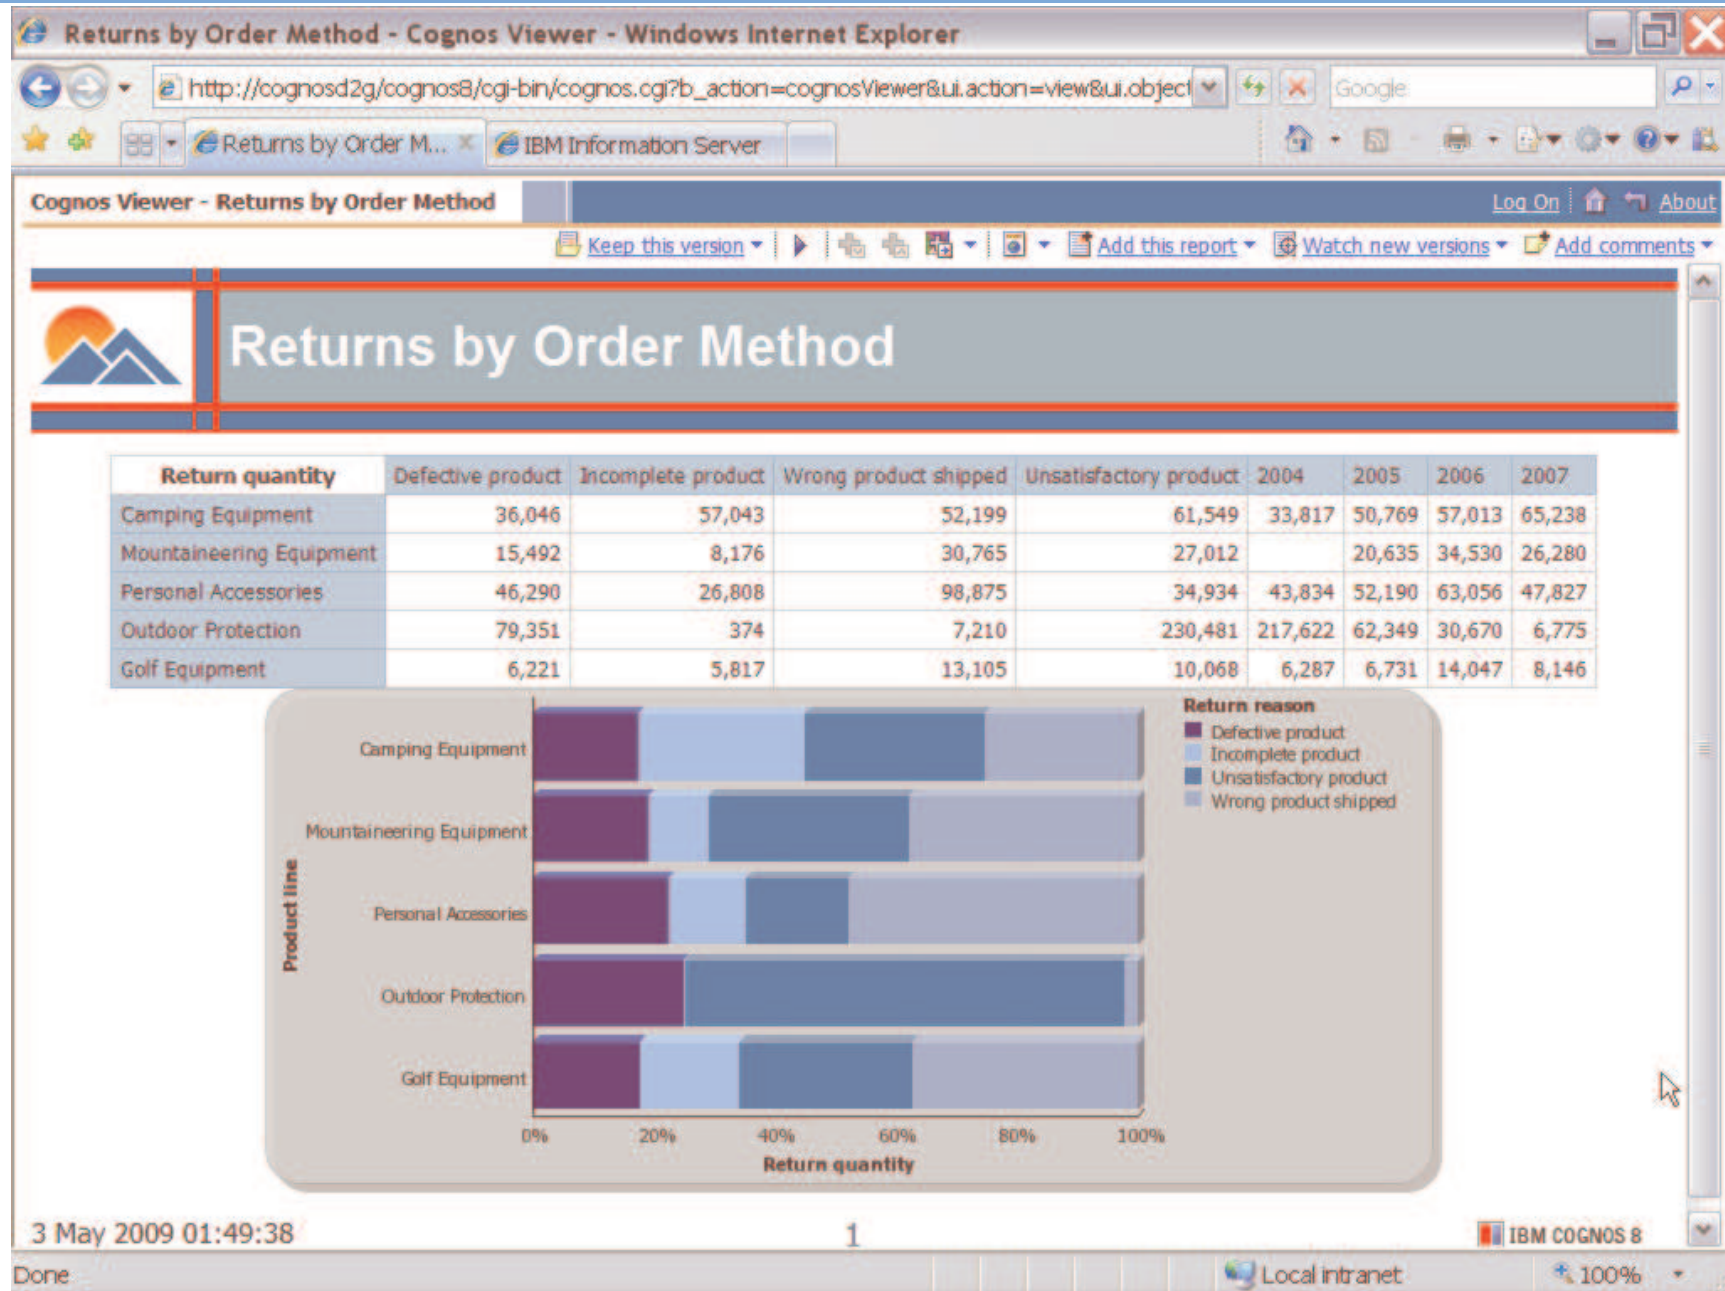 Returns by Order Method - Cognos Viewer - Windows Internet Explorer
http://cognosd2g/cognos8/cgi-bin/cognos.cgi?b_action=cognosViewer&ui.action=view&ui.object
Google
Returns by Order M... IBM Information Server
Cognos Viewer - Returns by Order Method Log On About
Keep this version Add this report Watch new versions Add comments
Returns by Order Method
Return quantity Defective product Incomplete product Wrong product shipped Unsatisfactory product 2004 2005 2006 2007
Camping Equipment 36,046 57,043 52,199 61,549 33,817 50,769 57,013 65,238
Mountaineering Equipment 15,492 8,176 30,765 27,012 20,635 34,530 26,280
Personal Accessories 46,290 26,808 98,875 34,934 43,834 52,190 63,056 47,827
Outdoor Protection 79,351 374 7,210 230,481 217,622 62,349 30,670 6,775
Golf Equipment 6,221 5,817 13,105 10,068 6,287 6,731 14,047 8,146
Return reason
Defective product
Incomplete product
Unsatisfactory product
Wrong product shipped
Product line
Camping Equipment
Mountaineering Equipment
Personal Accessories
Outdoor Protection
Golf Equipment
0% 20% 40% 60% 80% 100%
Return quantity
3 May 2009 01:49:38 1 IBM COGNOS 8
Done Local intranet 100%